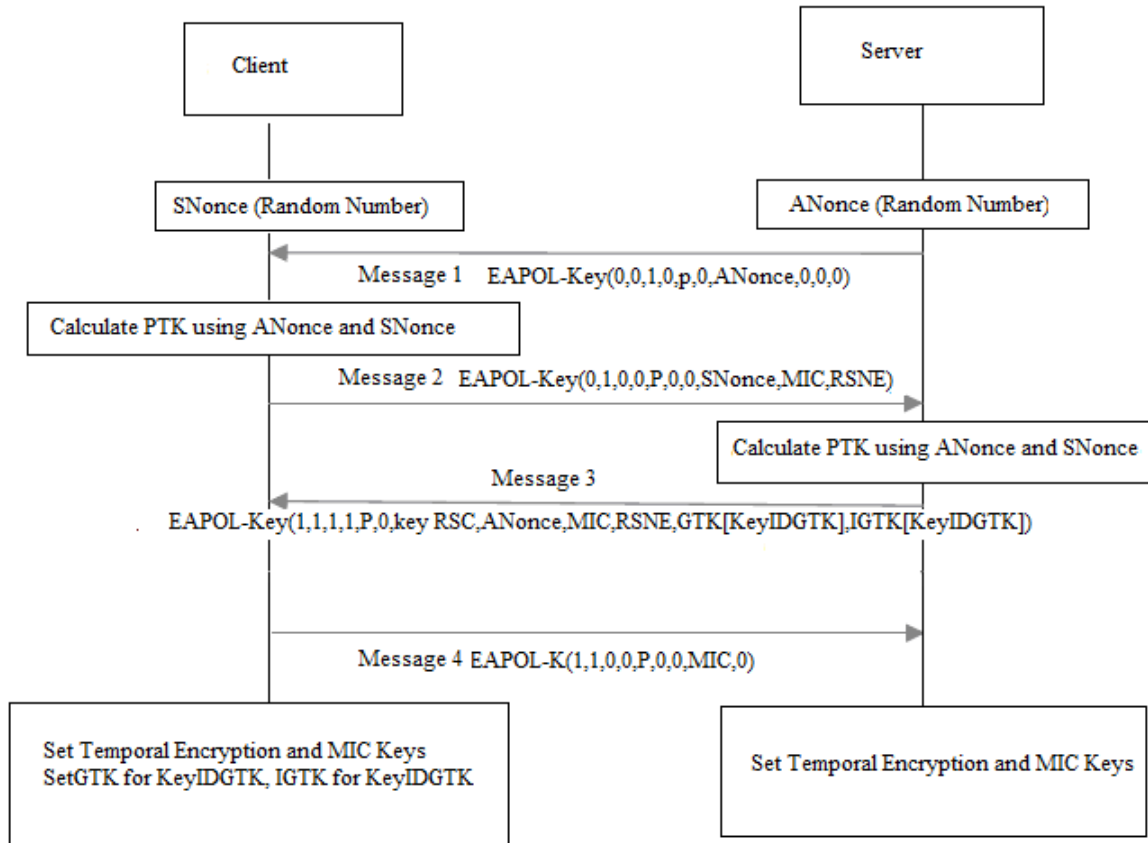 Client
Server
SNonce (Random Number)
ANonce (Random Number)
Message 1 EAPOL-Key(0,0,1,0,p,0,ANonce,0,0,0)
Calculate PTK using ANonce and SNonce
Message 2 EAPOL-Key(0,1,0,0,P,0,0,SNonce,MIC,RSNE)
Calculate PTK using ANonce and SNonce
Message 3
EAPOL-Key(1,1,1,1,P,0,key RSC,ANonce,MIC,RSNE,GTK[KeyIDGTK],IGTK[KeyIDGTK])
Message 4 EAPOL-K(1,1,0,0,P,0,0,MIC,0)
Set Temporal Encryption and MIC Keys
SetGTK for KeyIDGTK, IGTK for KeyIDGTK
Set Temporal Encryption and MIC Keys